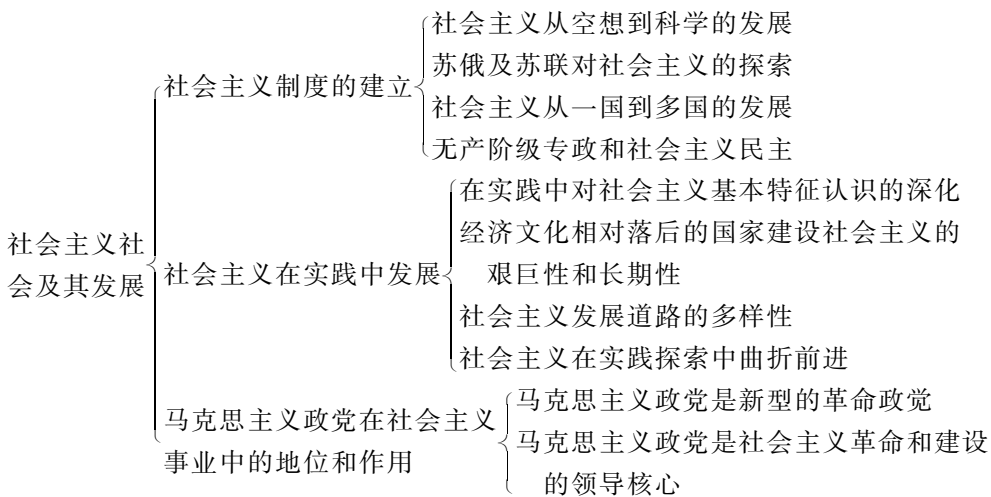 社会主义社
会及其发展
社会主义制度的建立
社会主义从空想到科学的发展
苏俄及苏联对社会主义的探索
社会主义从一国到多国的发展
无产阶级专政和社会主义民主
社会主义在实践中发展
在实践中对社会主义基本特征认识的深化
经济文化相对落后的国家建设社会主义的
艰巨性和长期性
社会主义发展道路的多样性
社会主义在实践探索中曲折前进
马克思主义政党在社会主义
事业中的地位和作用
马克思主义政党是新型的革命政觉
马克思主义政党是社会主义革命和建设
的领导核心